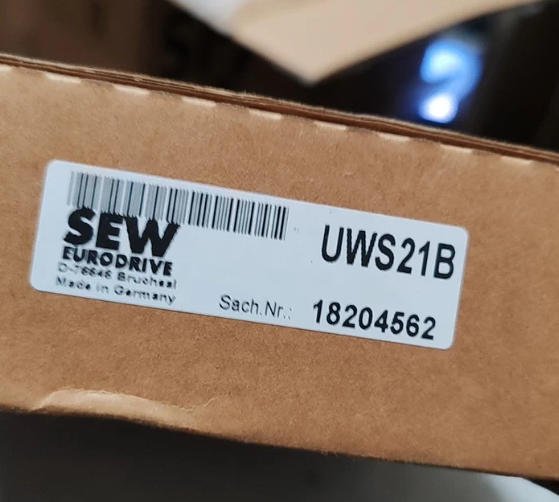 SEW
EURODRIVE
D-76646 Bruchsal
Made in Germany
UWS21B
Sach.Nr.: 18204562